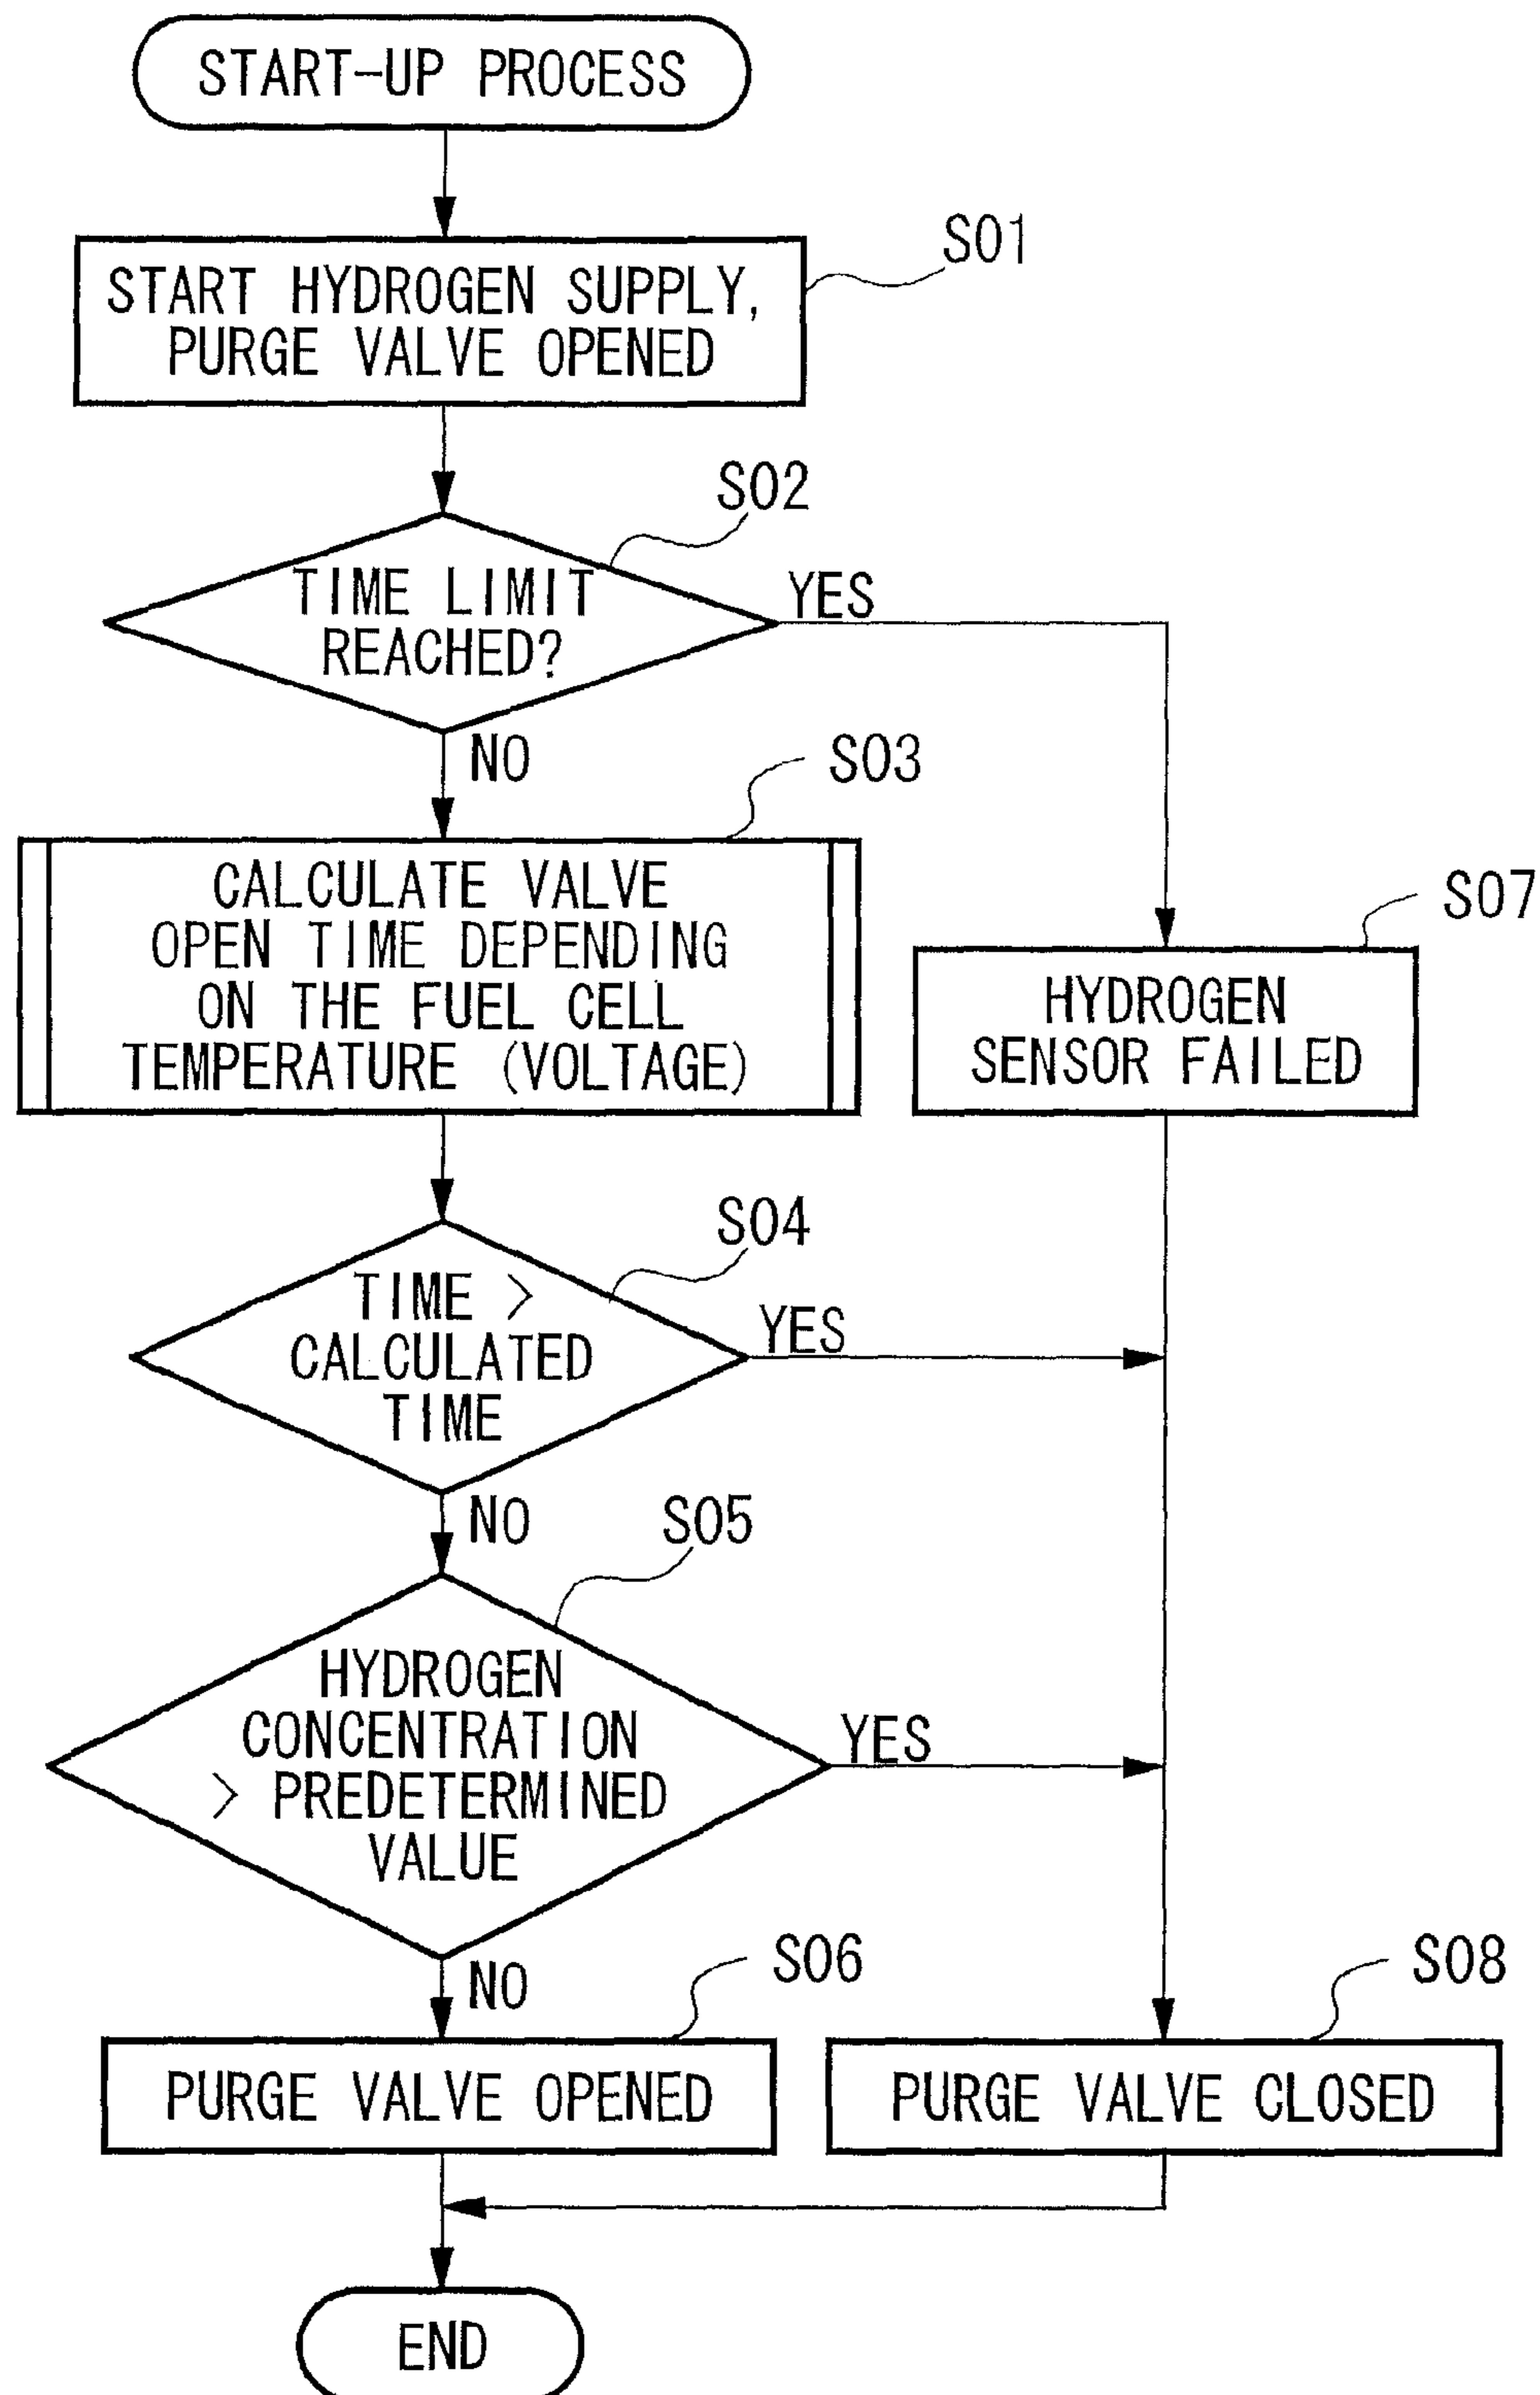 START-UP PROCESS
S01
START HYDROGEN SUPPLY,
PURGE VALVE OPENED
S02
TIME LIMIT
REACHED?
YES
NO
S03
CALCULATE VALVE
OPEN TIME DEPENDING
ON THE FUEL CELL
TEMPERATURE (VOLTAGE)
S07
HYDROGEN
SENSOR FAILED
S04
TIME >
CALCULATED
TIME
YES
NO
S05
HYDROGEN
CONCENTRATION
> PREDETERMINED
VALUE
YES
NO
S06
PURGE VALVE OPENED
S08
PURGE VALVE CLOSED
END